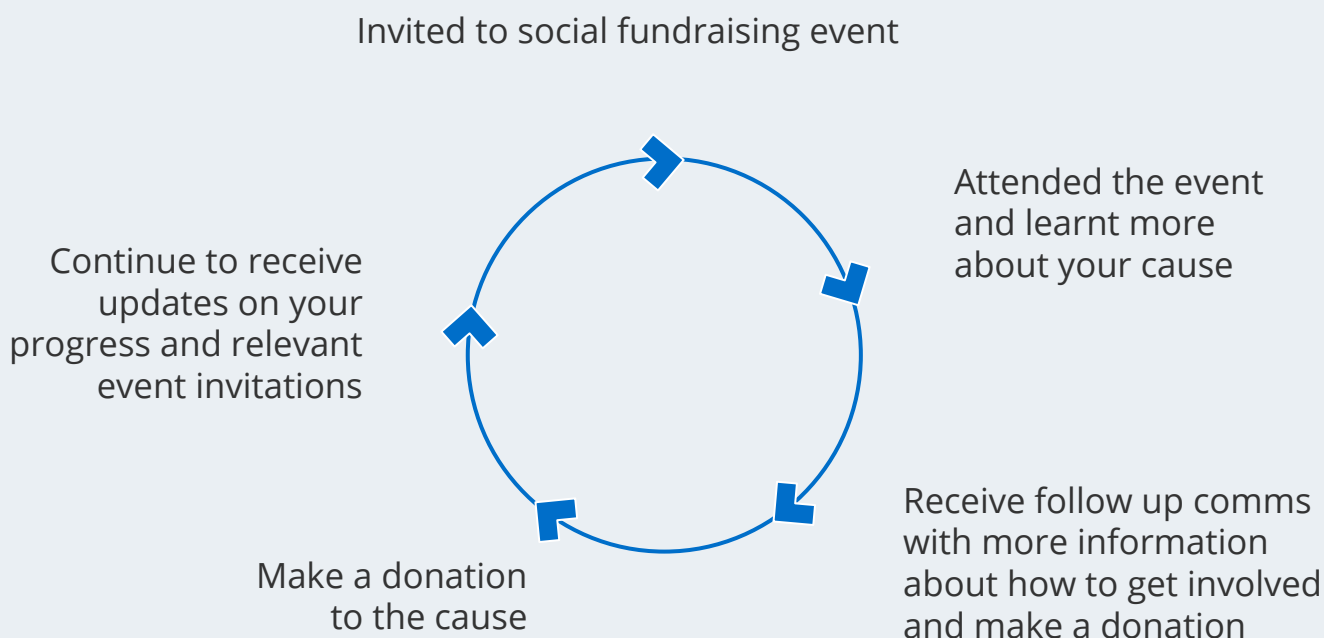 Invited to social fundraising event
Attended the event
and learnt more
about your cause
Receive follow up comms
with more information
about how to get involved
and make a donation
Make a donation
to the cause
Continue to receive
updates on your
progress and relevant
event invitations